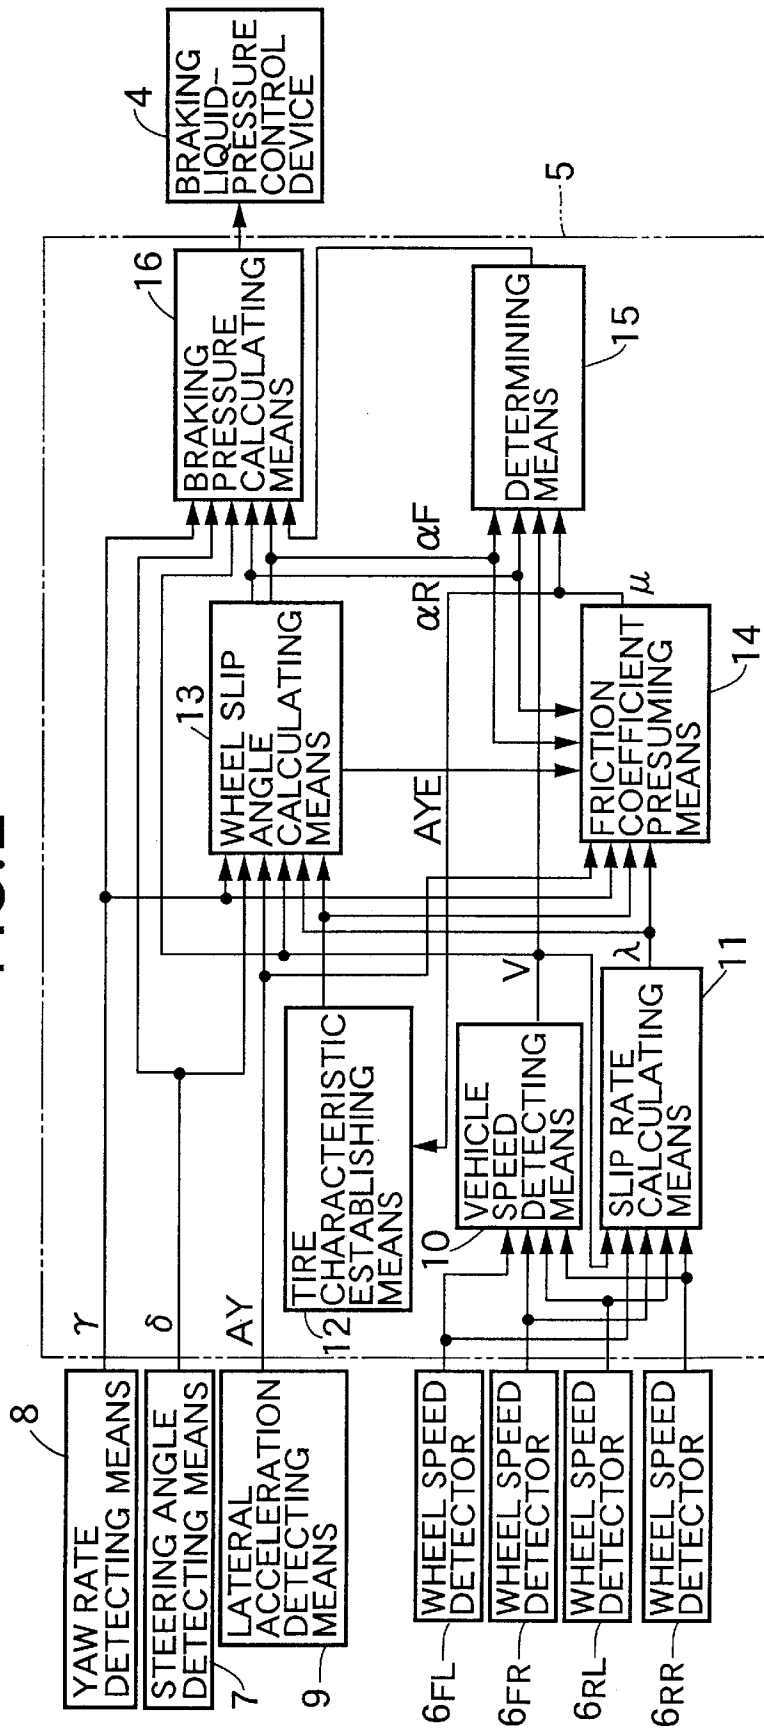 FIG.2
8
YAW RATE
DETECTING MEANS
γ
STEERING ANGLE
DETECTING MEANS
7
δ
LATERAL
ACCELERATION
DETECTING
MEANS
9
AY
WHEEL SPEED
DETECTOR
6FL
WHEEL SPEED
DETECTOR
6FR
WHEEL SPEED
DETECTOR
6RL
WHEEL SPEED
DETECTOR
6RR
TIRE
CHARACTERISTIC
ESTABLISHING
MEANS
12
10
VEHICLE
SPEED
DETECTING
MEANS
V
SLIP RATE
CALCULATING
MEANS
11
λ
13
WHEEL SLIP
ANGLE
CALCULATING
MEANS
AYE
αR
αF
FRICTION
COEFFICIENT
PRESUMING
MEANS
14
μ
16
BRAKING
PRESSURE
CALCULATING
MEANS
DETERMINING
MEANS
15
4
BRAKING
LIQUID-
PRESSURE
CONTROL
DEVICE
5